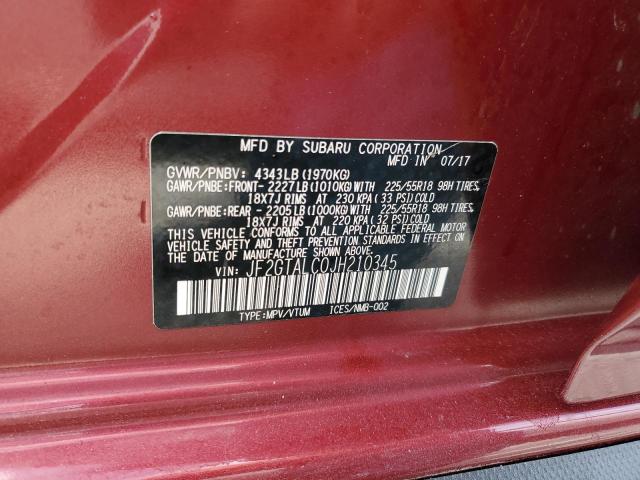 MFD BY SUBARU CORPORATION
MFD IN 07/17
GVWR/PNBV: 4343LB (1970KG)
GAWR/PNBE:FRONT- 2227LB (1010KG)WITH 225/55R18 98H TIRES,
18X7J RIMS AT 230 KPA (33 PSI)COLD
GAWR/PNBE:REAR - 2205LB (1000KG)WITH 225/55R18 98H TIRES,
18X7J RIMS AT 220 KPA (32 PSI)COLD
THIS VEHICLE CONFORMS TO ALL APPLICABLE FEDERAL MOTOR
VEHICLE SAFETY AND THEFT PREVENTION STANDARDS IN EFFECT ON
THE DATE OF MANUFACTURE SHOWN ABOVE.
VIN: JF2GTALC0JH210345
TYPE:MPV/VTUM ICES/NMB-002